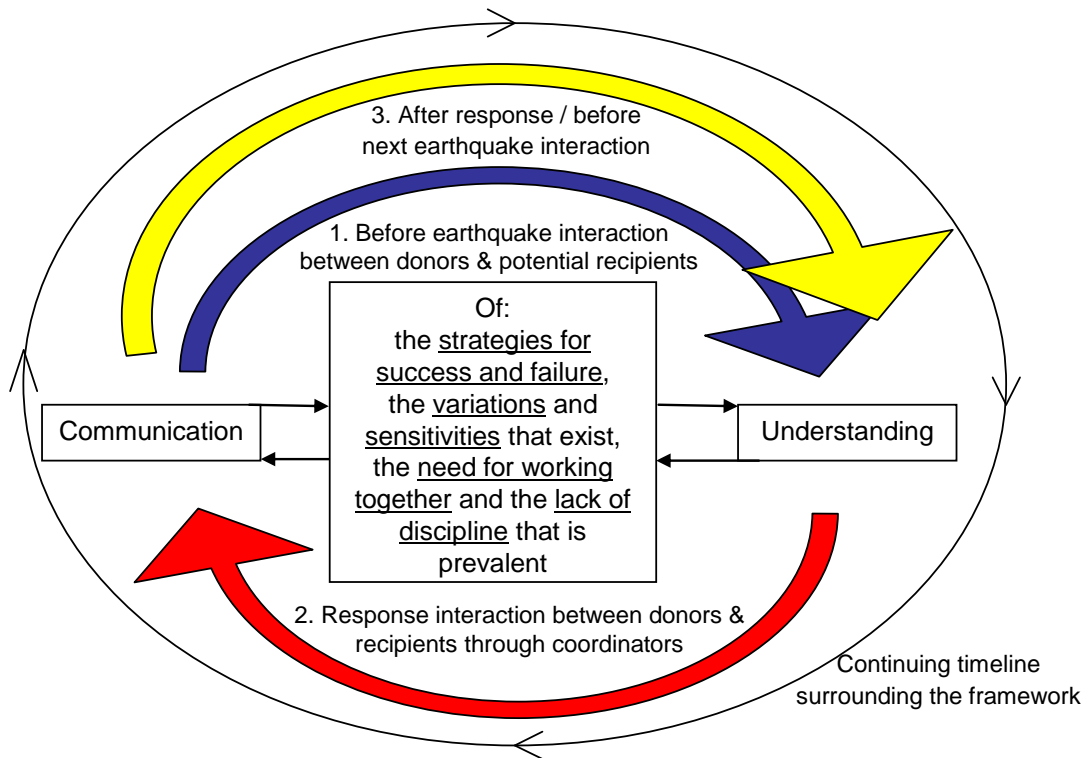 3. After response / before
next earthquake interaction
1. Before earthquake interaction
between donors & potential recipients
Of:
the strategies for
success and failure,
the variations and
sensitivities that exist,
the need for working
together and the lack of
discipline that is
prevalent
Communication
Understanding
2. Response interaction between donors &
recipients through coordinators
Continuing timeline
surrounding the framework